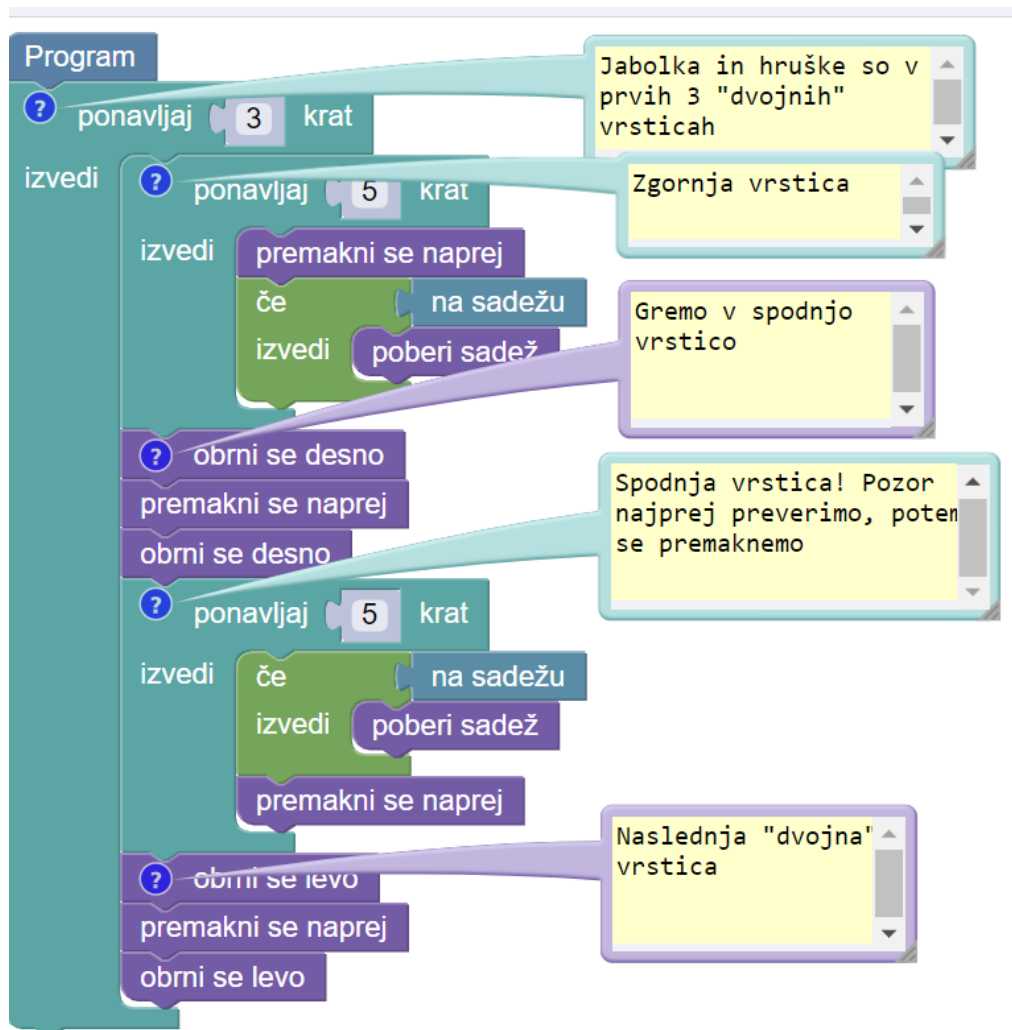 Program
Jabolka in hruške so v
prvih 3 "dvojnih"
vrsticah
ponavljaj 3 krat
izvedi
Zgornja vrstica
ponavljaj 5 krat
izvedi
premakni se naprej
če na sadežu
izvedi poberi sadež
Gremo v spodnjo
vrstico
obrni se desno
premakni se naprej
obrni se desno
Spodnja vrstica! Pozor
najprej preverimo, potem
se premaknemo
ponavljaj 5 krat
izvedi
če na sadežu
izvedi poberi sadež
premakni se naprej
Naslednja "dvojna"
vrstica
obrni se levo
premakni se naprej
obrni se levo